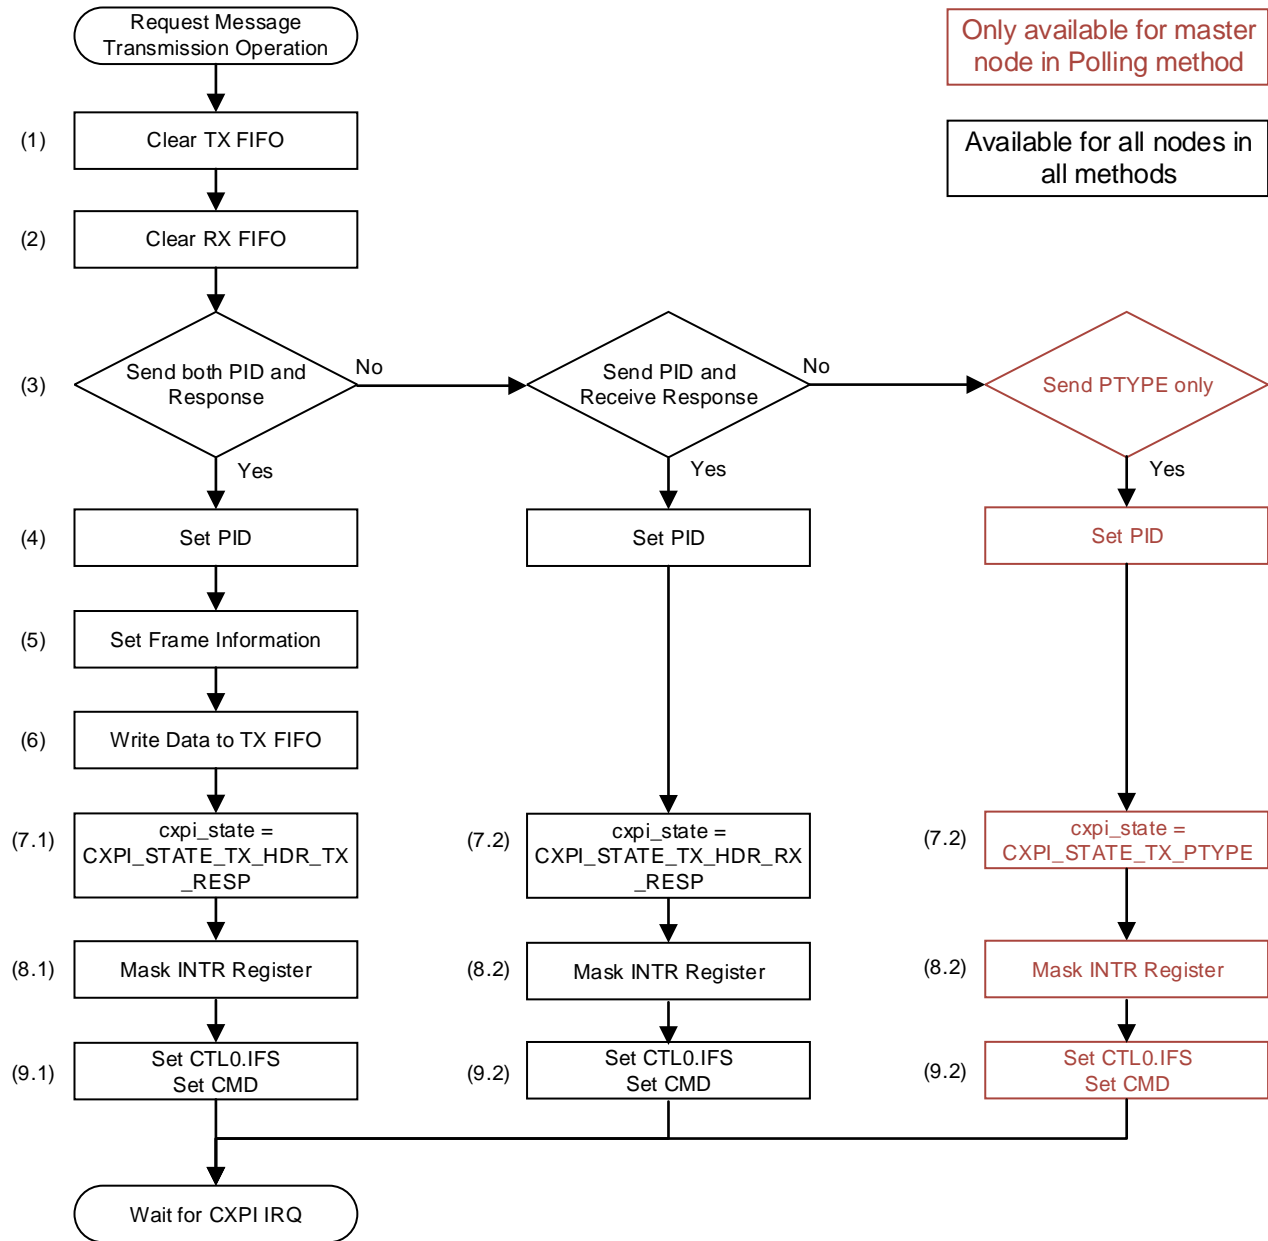 Request Message
Transmission Operation
Only available for master
node in Polling method
Available for all nodes in
all methods
(1)
Clear TX FIFO
(2)
Clear RX FIFO
(3)
Send both PID and
Response
No
Send PID and
Receive Response
No
Send PTYPE only
Yes
Yes
Yes
(4)
Set PID
Set PID
Set PID
(5)
Set Frame Information
(6)
Write Data to TX FIFO
(7.1)
cxpi_state =
CXPI_STATE_TX_HDR_TX
_RESP
(7.2)
cxpi_state =
CXPI_STATE_TX_HDR_RX
_RESP
(7.2)
cxpi_state =
CXPI_STATE_TX_PTYPE
(8.1)
Mask INTR Register
(8.2)
Mask INTR Register
(8.2)
Mask INTR Register
(9.1)
Set CTL0.IFS
Set CMD
(9.2)
Set CTL0.IFS
Set CMD
(9.2)
Set CTL0.IFS
Set CMD
Wait for CXPI IRQ